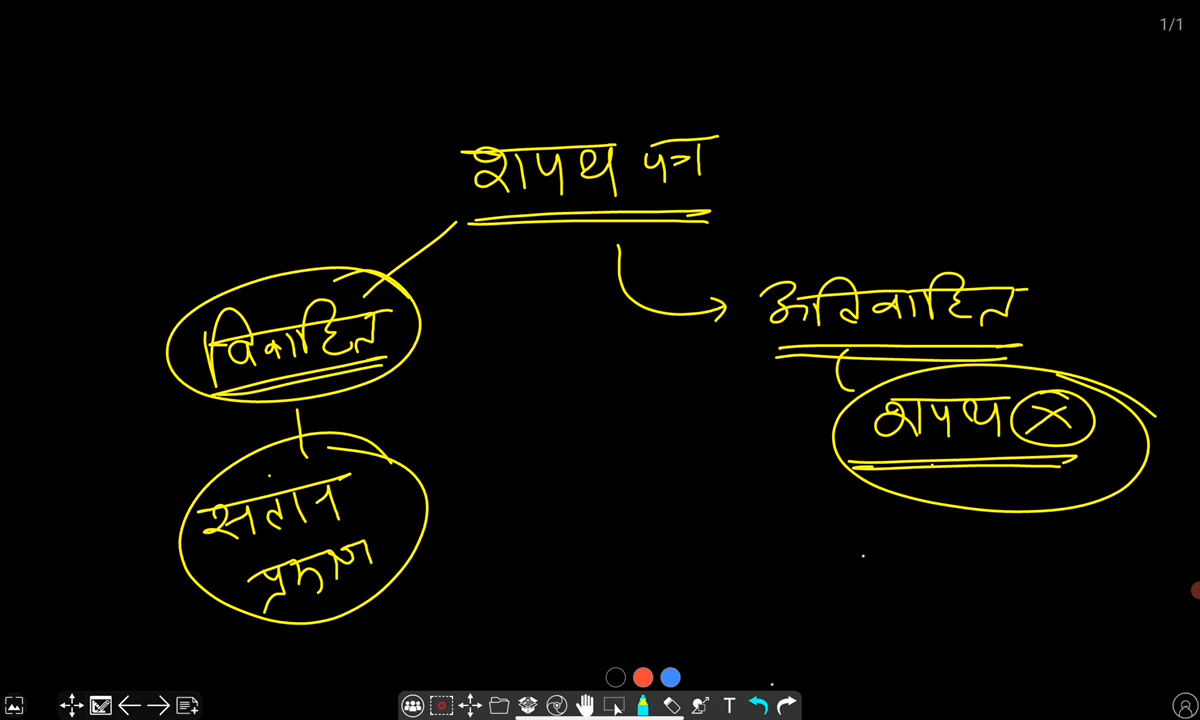 1/1
शपथ पत्र
विवाहित
अविवाहित
शपथ X
संतान
प्रमाण
T